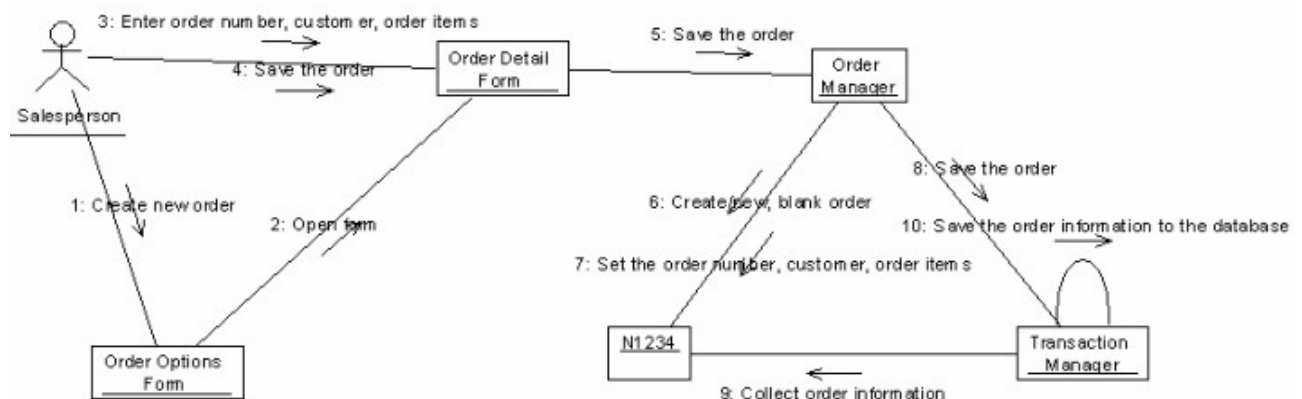 3: Enter order number, customer, order items
5: Save the order
Order Detail
Form
Order
Manager
4: Save the order
Salesperson
8: Save the order
1: Create new order
2: Open form
6: Create new, blank order
10: Save the order information to the database
7: Set the order number, customer, order items
N1234
Transaction
Manager
Order Options
Form
9: Collect order information